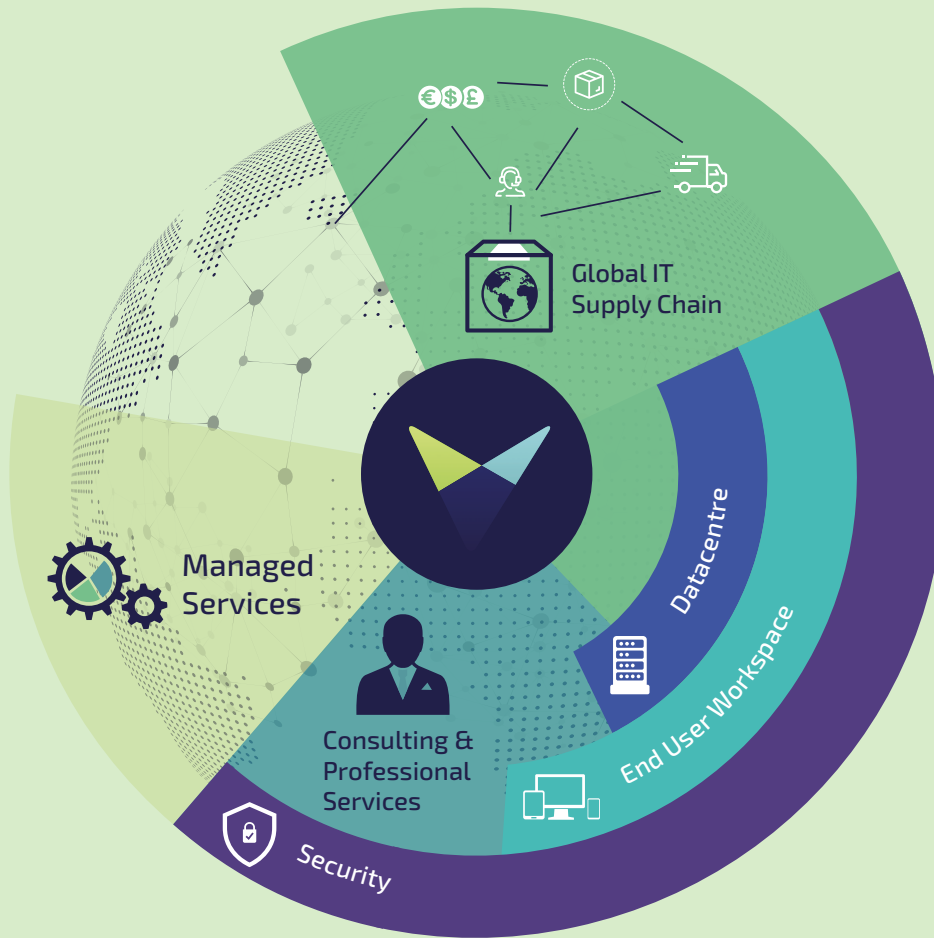 € $ £
Global IT
Supply Chain
Datacentre
Managed
Services
End User Workspace
Consulting &
Professional
Services
Security